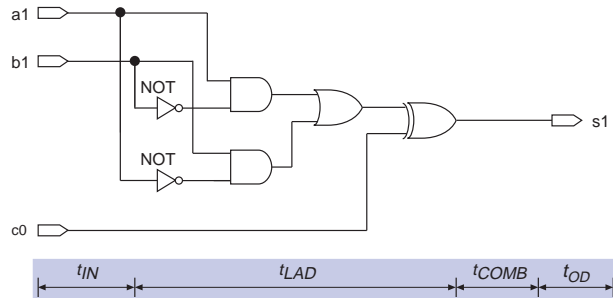 a1
b1
NOT
NOT
s1
c0
tIN tLAD tCOMB tOD